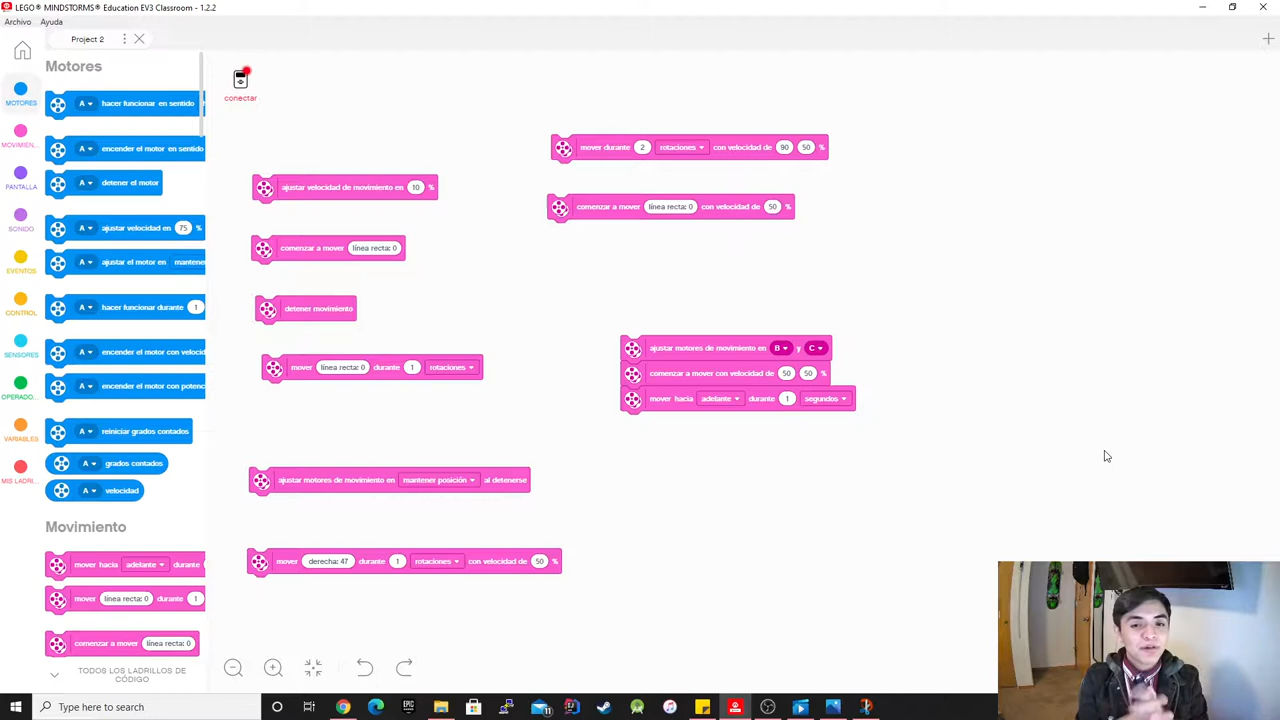 LEGO® MINDSTORMS® Education EV3 Classroom - 1.2.2
Archivo Ayuda
Project 2
MOTORES
MOVIMIEN...
PANTALLA
SONIDO
EVENTOS
CONTROL
SENSORES
OPERADO...
VARIABLES
MIS LADRI...
Motores
A hacer funcionar en sentido
A encender el motor en sentido
A detener el motor
A ajustar velocidad en 75 %
A ajustar el motor en mantener
A hacer funcionar durante 1
A encender el motor con velocid
A encender el motor con potenc
A reiniciar grados contados
A grados contados
A velocidad
Movimiento
mover hacia adelante durante
mover línea recta: 0 durante 1
comenzar a mover línea recta: 0
TODOS LOS LADRILLOS DE
CÓDIGO
conectar
ajustar velocidad de movimiento en 10 %
comenzar a mover línea recta: 0
detener movimiento
mover línea recta: 0 durante 1 rotaciones
ajustar motores de movimiento en mantener posición al detenerse
mover derecha: 47 durante 1 rotaciones con velocidad de 50 %
mover durante 2 rotaciones con velocidad de 90 50 %
comenzar a mover línea recta: 0 con velocidad de 50 %
ajustar motores de movimiento en B y C
comenzar a mover con velocidad de 50 50 %
mover hacia adelante durante 1 segundos
Type here to search
EPIC
11